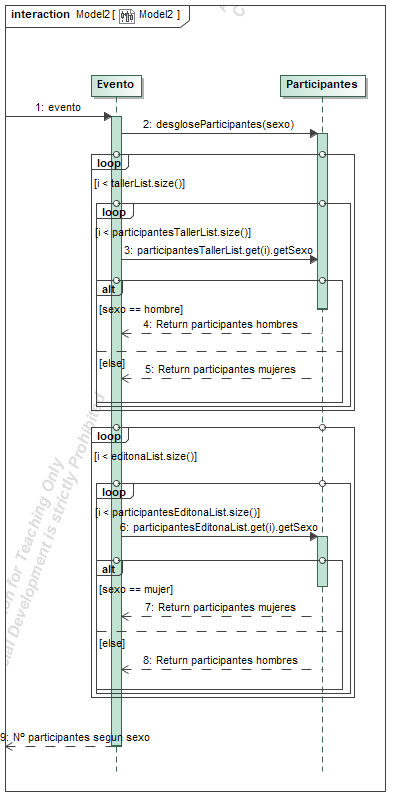 interaction Model2 [ Model2 ]
Evento
Participantes
1: evento
2: desgloseParticipantes(sexo)
loop
[i < tallerList.size()]
loop
[i < participantesTallerList.size()]
3: participantesTallerList.get(i).getSexo
alt
[sexo == hombre]
4: Return participantes hombres
[else]
5: Return participantes mujeres
loop
[i < editonaList.size()]
loop
[i < participantesEditonaList.size()]
6: participantesEditonaList.get(i).getSexo
alt
[sexo == mujer]
7: Return participantes mujeres
[else]
8: Return participantes hombres
9: Nº participantes segun sexo
for Teaching Only
Development is strictly Prohibited